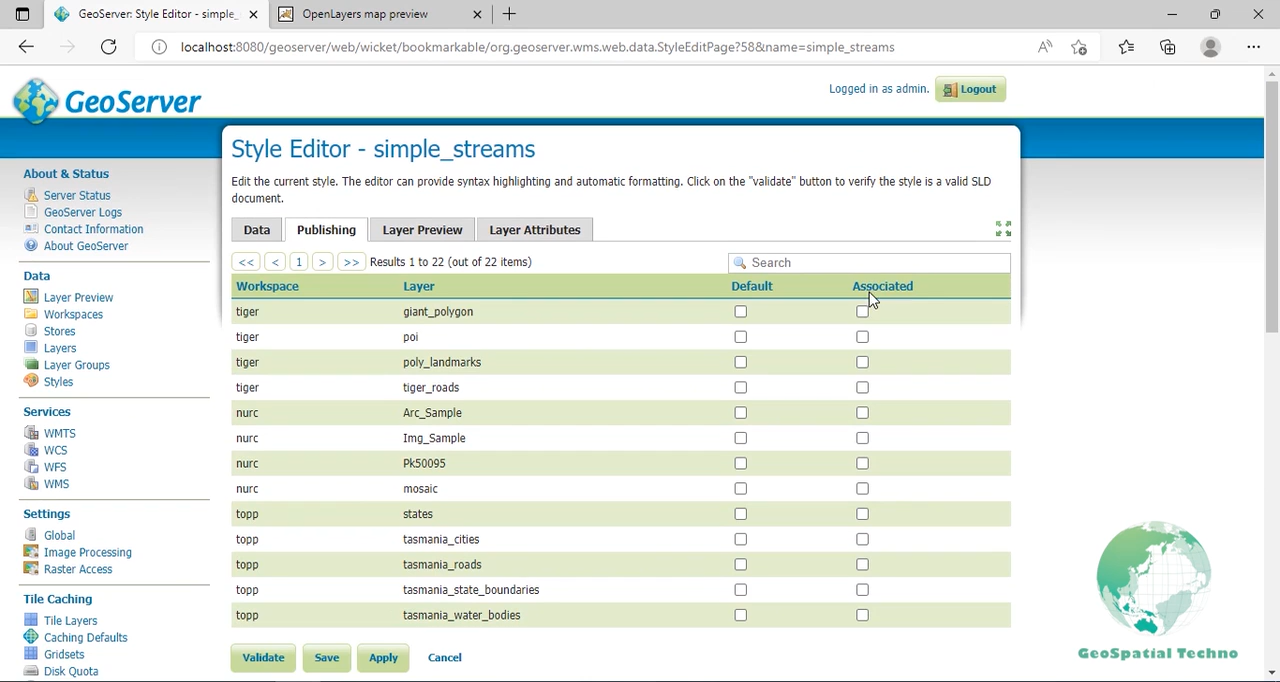 GeoServer: Style Editor - simple_
OpenLayers map preview
localhost:8080/geoserver/web/wicket/bookmarkable/org.geoserver.wms.web.data.StyleEditPage?58&name=simple_streams
GeoServer
Logged in as admin.
Logout
About & Status
Server Status
GeoServer Logs
Contact Information
About GeoServer
Data
Layer Preview
Workspaces
Stores
Layers
Layer Groups
Styles
Services
WMTS
WCS
WFS
WMS
Settings
Global
Image Processing
Raster Access
Tile Caching
Tile Layers
Caching Defaults
Gridsets
Disk Quota
Style Editor - simple_streams
Edit the current style. The editor can provide syntax highlighting and automatic formatting. Click on the "validate" button to verify the style is a valid SLD
document.
Data Publishing Layer Preview Layer Attributes
<< < 1 > >> Results 1 to 22 (out of 22 items) Search
Workspace Layer Default Associated
tiger giant_polygon
tiger poi
tiger poly_landmarks
tiger tiger_roads
nurc Arc_Sample
nurc Img_Sample
nurc Pk50095
nurc mosaic
topp states
topp tasmania_cities
topp tasmania_roads
topp tasmania_state_boundaries
topp tasmania_water_bodies
Validate Save Apply Cancel
GeoSpatial Techno